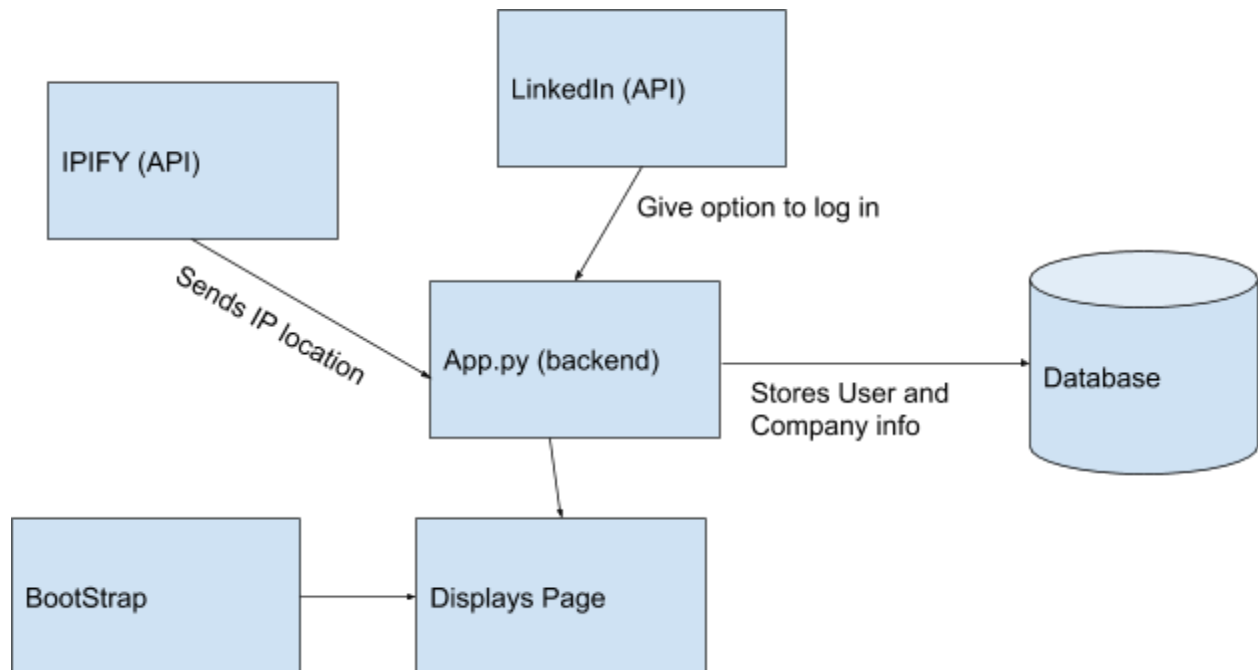 LinkedIn (API)
IPIFY (API)
Give option to log in
Sends IP location
App.py (backend)
Database
Stores User and
Company info
BootStrap
Displays Page